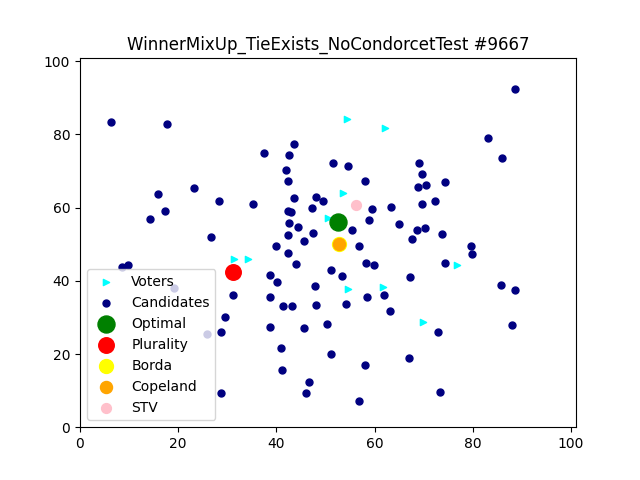 WinnerMixUp_TieExists_NoCondorcetTest #9667
100
80
60
40
20
0
Voters
Candidates
Optimal
Plurality
Borda
Copeland
STV
0 20 40 60 80 100